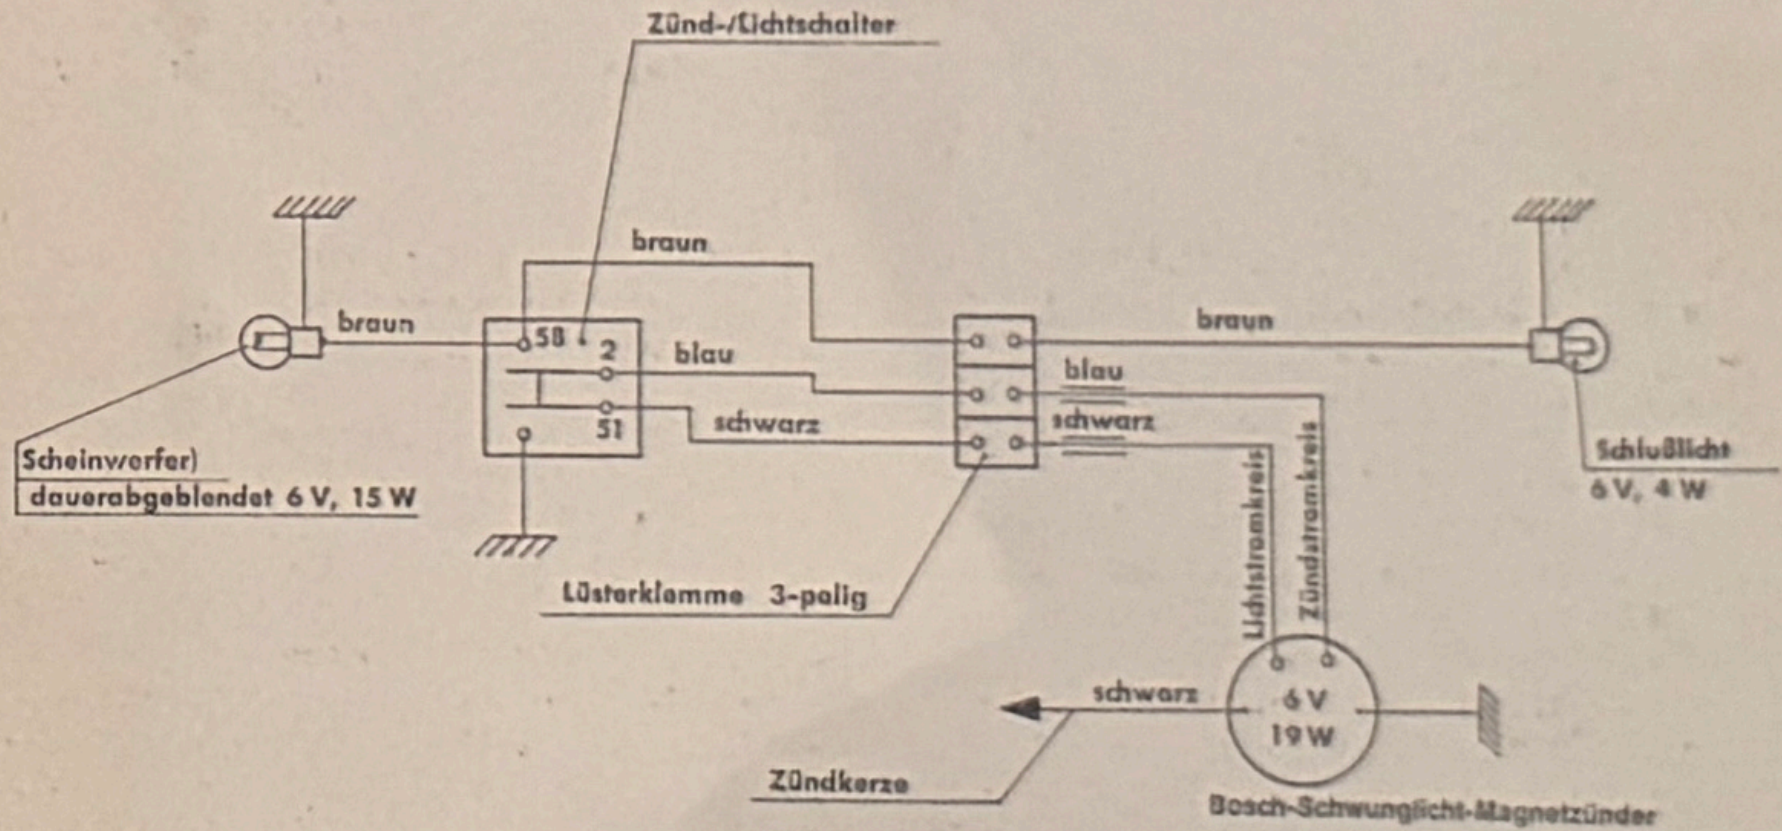 Zünd-/Lichtschalter
braun
braun
braun
58
2
blau
blau
51
schwarz
schwarz
Scheinwerfer)
dauerabgeblendet 6 V, 15 W
Schlußlicht
6 V, 4 W
Lichtstromkreis
Zündstromkreis
Lüsterklemme 3-polig
schwarz
6 V
19 W
Zündkerze
Bosch-Schwunglicht-Magnetzünder